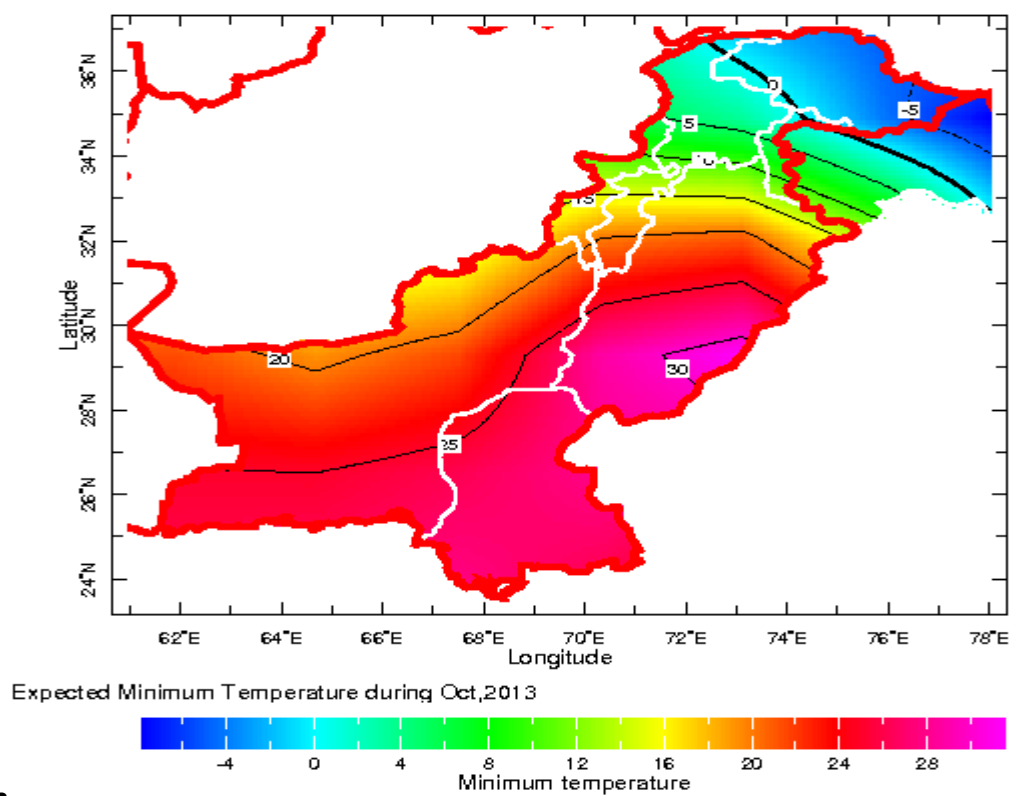 36°N
34°N
32°N
30°N
28°N
26°N
24°N
Latitude
0
-5
5
10
15
20
25
30
62°E 64°E 66°E 68°E 70°E 72°E 74°E 76°E 78°E
Longitude
Expected Minimum Temperature during Oct,2013
-4 0 4 8 12 16 20 24 28
Minimum temperature